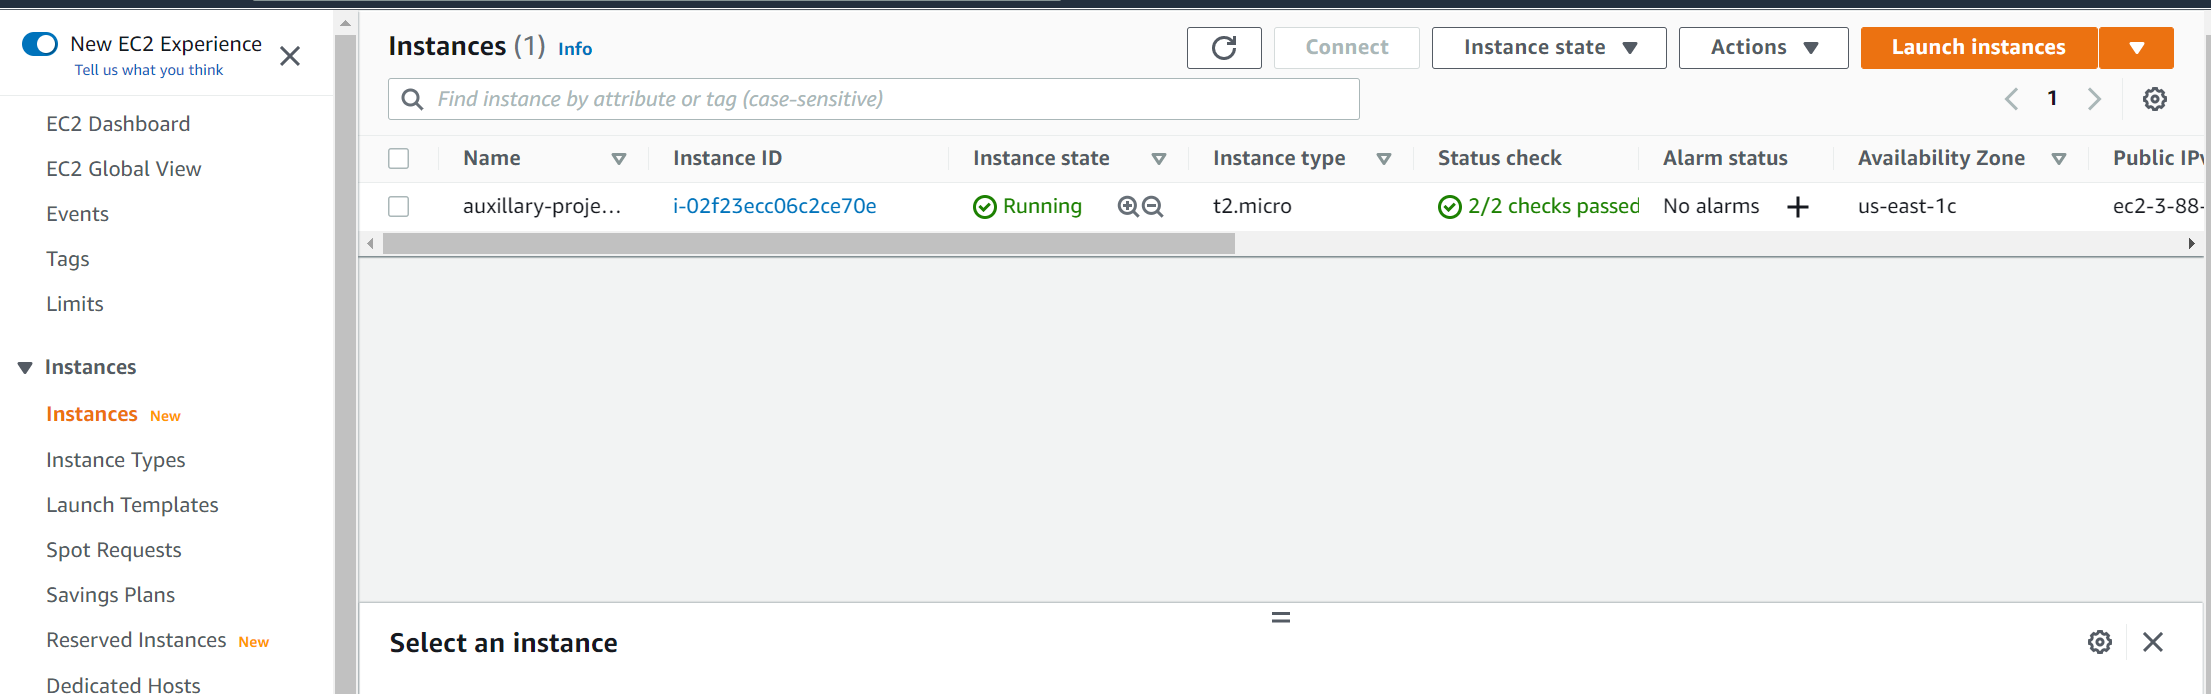 New EC2 Experience
Tell us what you think
EC2 Dashboard
EC2 Global View
Events
Tags
Limits
Instances
Instances New
Instance Types
Launch Templates
Spot Requests
Savings Plans
Reserved Instances New
Dedicated Hosts
Instances (1) Info
Connect
Instance state
Actions
Launch instances
Find instance by attribute or tag (case-sensitive)
1
Name Instance ID Instance state Instance type Status check Alarm status Availability Zone Public IPv
auxillary-proje... i-02f23ecc06c2ce70e Running t2.micro 2/2 checks passed No alarms us-east-1c ec2-3-88-
Select an instance